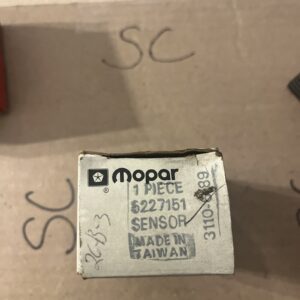 SC
SC
mopar
®
1 PIECE
5227151
SENSOR
MADE IN
TAIWAN